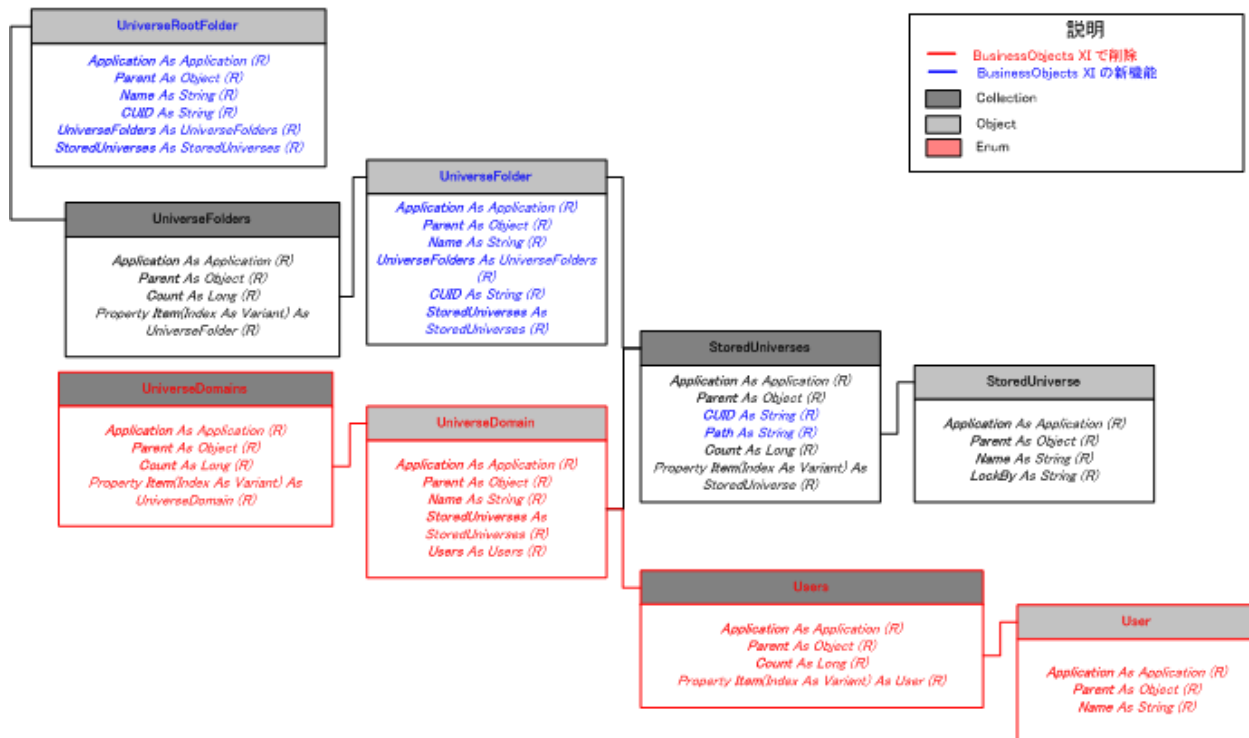 UniverseRootFolder
Application As Application (R)
Parent As Object (R)
Name As String (R)
CUID As String (R)
UniverseFolders As UniverseFolders (R)
StoredUniverses As StoredUniverses (R)
説明
BusinessObjects XI で削除
BusinessObjects XI の新機能
Collection
Object
Enum
UniverseFolders
Application As Application (R)
Parent As Object (R)
Count As Long (R)
Property Item(Index As Variant) As
UniverseFolder (R)
UniverseFolder
Application As Application (R)
Parent As Object (R)
Name As String (R)
UniverseFolders As UniverseFolders
(R)
CUID As String (R)
StoredUniverses As
StoredUniverses (R)
StoredUniverses
Application As Application (R)
Parent As Object (R)
CUID As String (R)
Path As String (R)
Count As Long (R)
Property Item(Index As Variant) As
StoredUniverse (R)
StoredUniverse
Application As Application (R)
Parent As Object (R)
Name As String (R)
LockBy As String (R)
UniverseDomains
Application As Application (R)
Parent As Object (R)
Count As Long (R)
Property Item(Index As Variant) As
UniverseDomain (R)
UniverseDomain
Application As Application (R)
Parent As Object (R)
Name As String (R)
StoredUniverses As
StoredUniverses (R)
Users As Users (R)
Users
Application As Application (R)
Parent As Object (R)
Count As Long (R)
Property Item(Index As Variant) As User (R)
User
Application As Application (R)
Parent As Object (R)
Name As String (R)